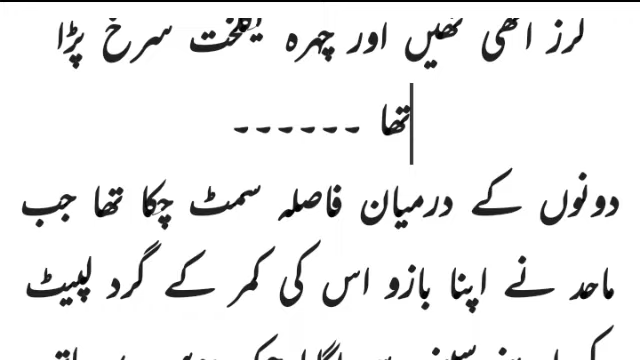 لرز اٹھی تھیں اور چہرہ یکلخت سرخ پڑا
تھا ۔۔۔۔۔۔
دونوں کے درمیان فاصلہ سمٹ چکا تھا جب
ماحد نے اپنا بازو اس کی کمر کے گرد لپیٹ